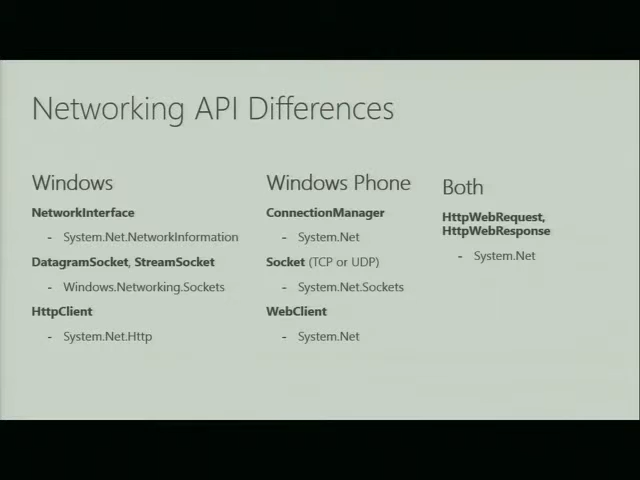 Networking API Differences
Windows
NetworkInterface
- System.Net.NetworkInformation
DatagramSocket, StreamSocket
- Windows.Networking.Sockets
HttpClient
- System.Net.Http
Windows Phone
ConnectionManager
- System.Net
Socket (TCP or UDP)
- System.Net.Sockets
WebClient
- System.Net
Both
HttpWebRequest,
HttpWebResponse
- System.Net